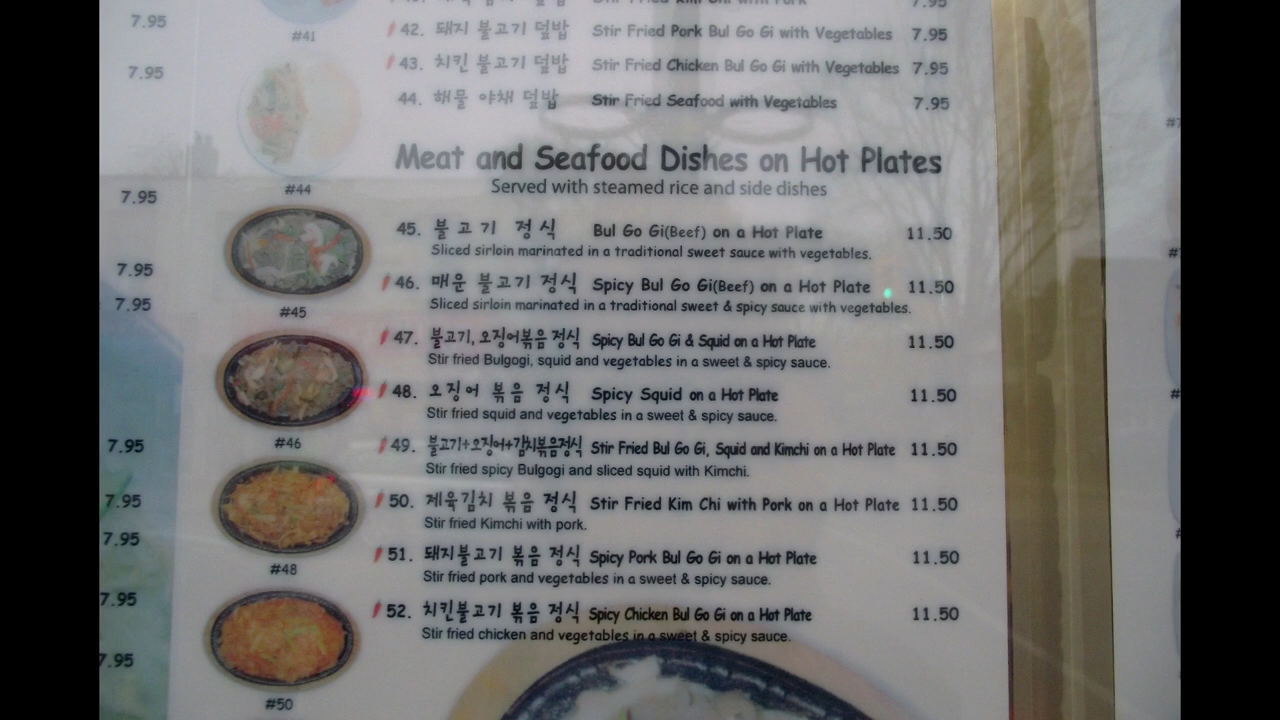 7.95
7.95
7.95
7.95
7.95
7.95
7.95
7.95
7.95
7.95
#41
#44
#45
#46
#48
#50
Stir Fried Kim Chi with Pork 7.95
42. 돼지 불고기 덮밥 Stir Fried Pork Bul Go Gi with Vegetables 7.95
43. 치킨 불고기 덮밥 Stir Fried Chicken Bul Go Gi with Vegetables 7.95
44. 해물 야채 덮밥 Stir Fried Seafood with Vegetables 7.95
Meat and Seafood Dishes on Hot Plates
Served with steamed rice and side dishes
45. 불고기 정식 Bul Go Gi(Beef) on a Hot Plate 11.50
Sliced sirloin marinated in a traditional sweet sauce with vegetables.
46. 매운 불고기 정식 Spicy Bul Go Gi(Beef) on a Hot Plate 11.50
Sliced sirloin marinated in a traditional sweet & spicy sauce with vegetables.
47. 불고기, 오징어볶음 정식 Spicy Bul Go Gi & Squid on a Hot Plate 11.50
Stir fried Bulgogi, squid and vegetables in a sweet & spicy sauce.
48. 오징어 볶음 정식 Spicy Squid on a Hot Plate 11.50
Stir fried squid and vegetables in a sweet & spicy sauce.
49. 불고기+오징어+김치볶음정식 Stir Fried Bul Go Gi, Squid and Kimchi on a Hot Plate 11.50
Stir fried spicy Bulgogi and sliced squid with Kimchi.
50. 제육김치 볶음 정식 Stir Fried Kim Chi with Pork on a Hot Plate 11.50
Stir fried Kimchi with pork.
51. 돼지불고기 볶음 정식 Spicy Pork Bul Go Gi on a Hot Plate 11.50
Stir fried pork and vegetables in a sweet & spicy sauce.
52. 치킨불고기 볶음 정식 Spicy Chicken Bul Go Gi on a Hot Plate 11.50
Stir fried chicken and vegetables in a sweet & spicy sauce.